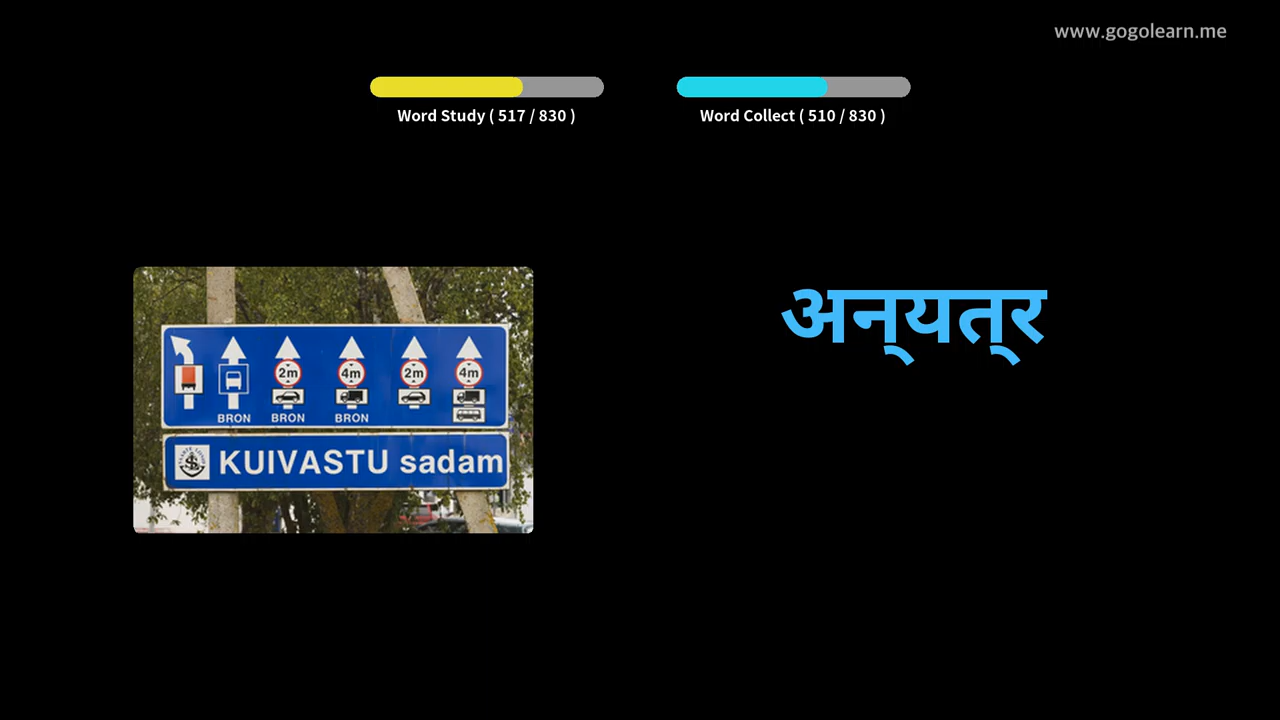 www.gogolearn.me
Word Study ( 517 / 830 )
Word Collect ( 510 / 830 )
अन्यत्र
2m 4m 2m 4m
BRON BRON BRON
KUIVASTU sadam